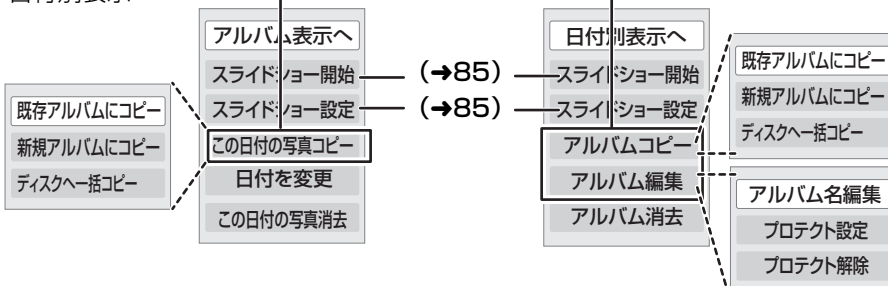 アルバム表示へ
スライドショー開始
スライドショー設定
この日付の写真コピー
日付を変更
この日付の写真消去
既存アルバムにコピー
新規アルバムにコピー
ディスクへ一括コピー
(➔85)
(➔85)
日付別表示へ
スライドショー開始
スライドショー設定
アルバムコピー
アルバム編集
アルバム消去
既存アルバムにコピー
新規アルバムにコピー
ディスクへ一括コピー
アルバム名編集
プロテクト設定
プロテクト解除